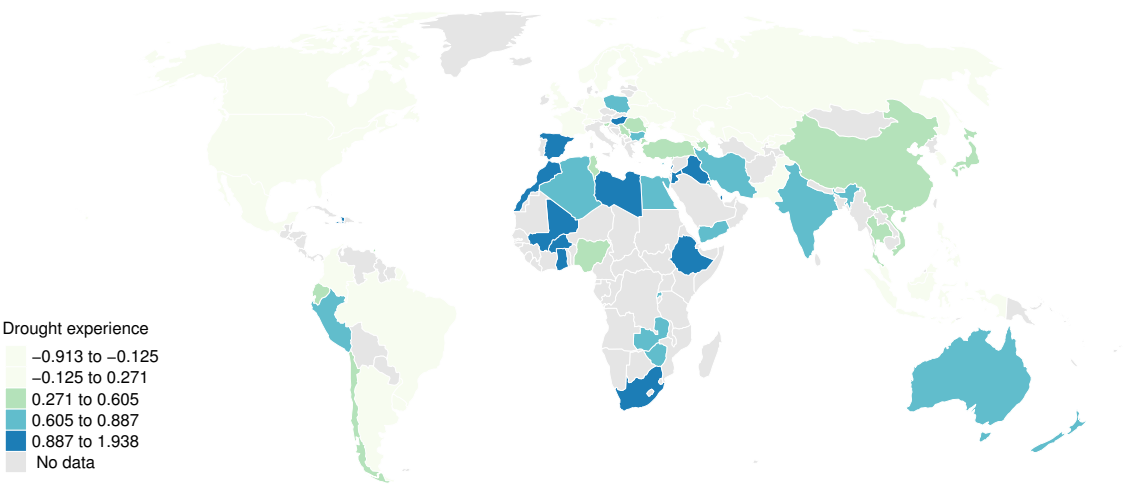 Drought experience
−0.913 to −0.125
−0.125 to 0.271
0.271 to 0.605
0.605 to 0.887
0.887 to 1.938
No data